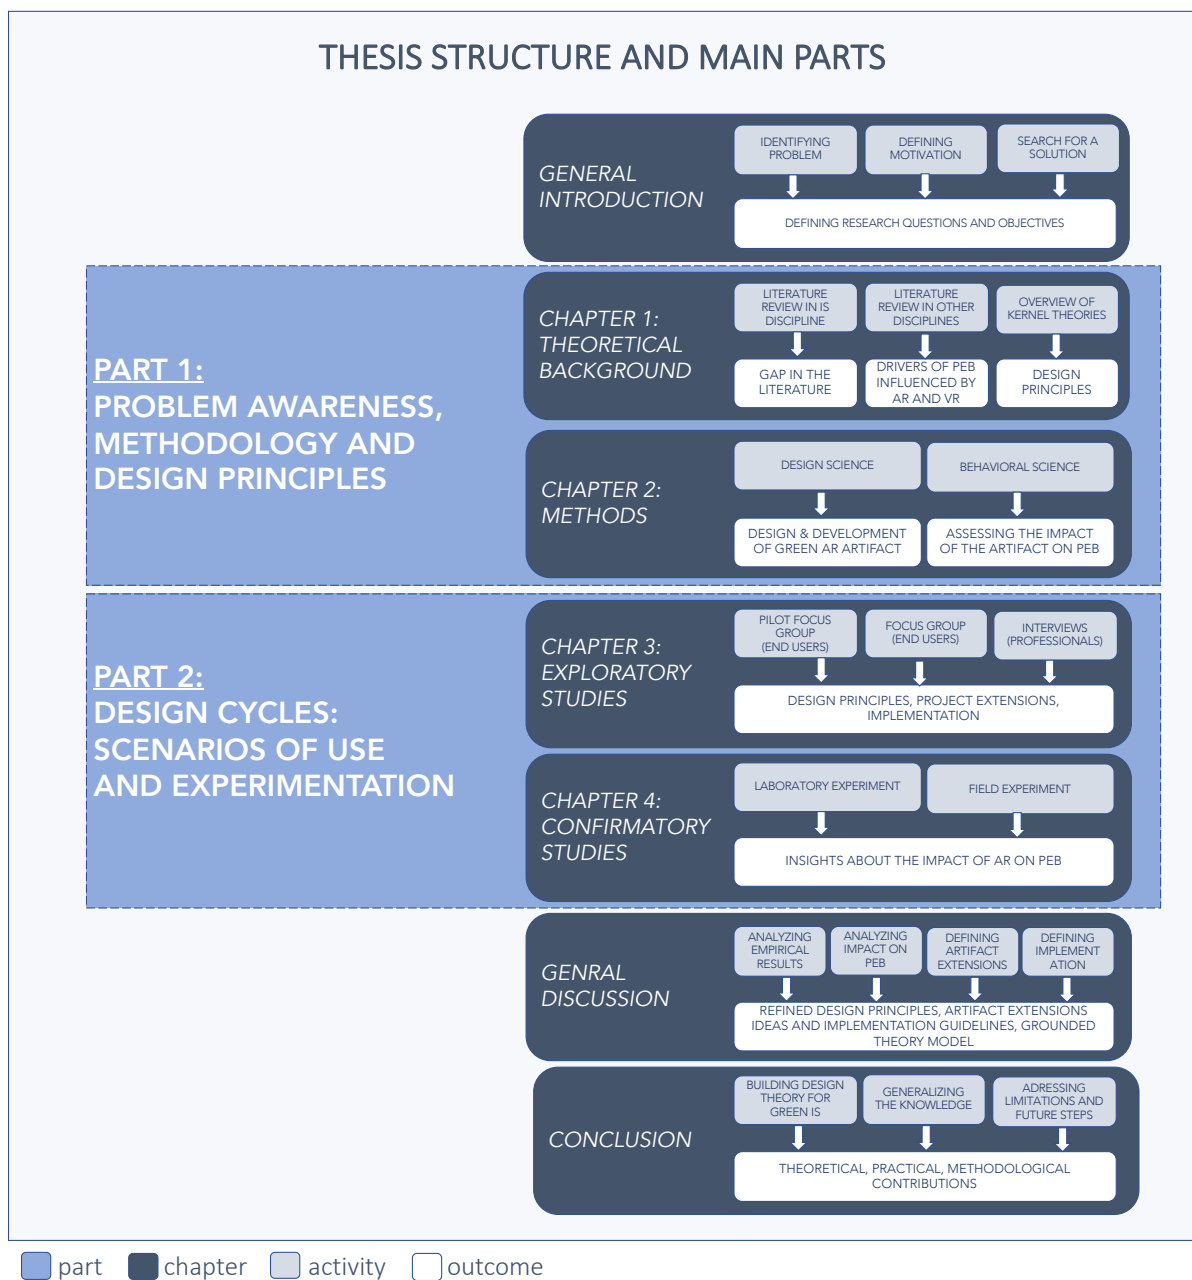 THESIS STRUCTURE AND MAIN PARTS
GENERAL
INTRODUCTION
IDENTIFYING
PROBLEM
DEFINING
MOTIVATION
SEARCH FOR A
SOLUTION
DEFINING RESEARCH QUESTIONS AND OBJECTIVES
PART 1:
PROBLEM AWARENESS,
METHODOLOGY AND
DESIGN PRINCIPLES
CHAPTER 1:
THEORETICAL
BACKGROUND
LITERATURE
REVIEW IN IS
DISCIPLINE
LITERATURE
REVIEW IN OTHER
DISCIPLINES
OVERVIEW OF
KERNEL THEORIES
GAP IN THE
LITERATURE
DRIVERS OF PEB
INFLUENCED BY
AR AND VR
DESIGN
PRINCIPLES
CHAPTER 2:
METHODS
DESIGN SCIENCE
BEHAVIORAL SCIENCE
DESIGN & DEVELOPMENT
OF GREEN AR ARTIFACT
ASSESSING THE IMPACT
OF THE ARTIFACT ON PEB
PART 2:
DESIGN CYCLES:
SCENARIOS OF USE
AND EXPERIMENTATION
CHAPTER 3:
EXPLORATORY
STUDIES
PILOT FOCUS
GROUP
(END USERS)
FOCUS GROUP
(END USERS)
INTERVIEWS
(PROFESSIONALS)
DESIGN PRINCIPLES, PROJECT EXTENSIONS,
IMPLEMENTATION
CHAPTER 4:
CONFIRMATORY
STUDIES
LABORATORY EXPERIMENT
FIELD EXPERIMENT
INSIGHTS ABOUT THE IMPACT OF AR ON PEB
GENRAL
DISCUSSION
ANALYZING
EMPIRICAL
RESULTS
ANALYZING
IMPACT ON
PEB
DEFINING
ARTIFACT
EXTENSIONS
DEFINING
IMPLEMENT
ATION
REFINED DESIGN PRINCIPLES, ARTIFACT EXTENSIONS
IDEAS AND IMPLEMENTATION GUIDELINES, GROUNDED
THEORY MODEL
CONCLUSION
BUILDING DESIGN
THEORY FOR
GREEN IS
GENERALIZING
THE KNOWLEDGE
ADRESSING
LIMITATIONS AND
FUTURE STEPS
THEORETICAL, PRACTICAL, METHODOLOGICAL
CONTRIBUTIONS
part
chapter
activity
outcome